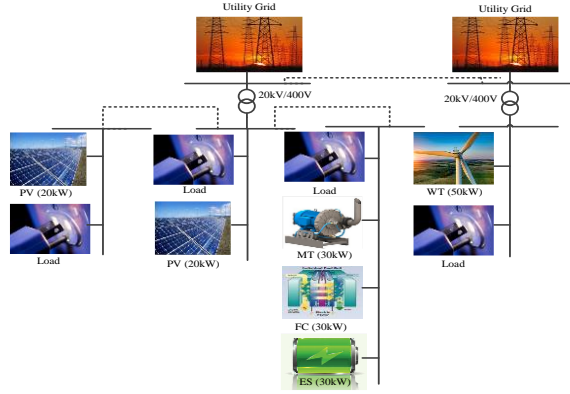 Utility Grid
Utility Grid
20kV/400V
20kV/400V
PV (20kW)
Load
Load
WT (50kW)
Load
PV (20kW)
MT (30kW)
Load
FC (30kW)
ES (30kW)